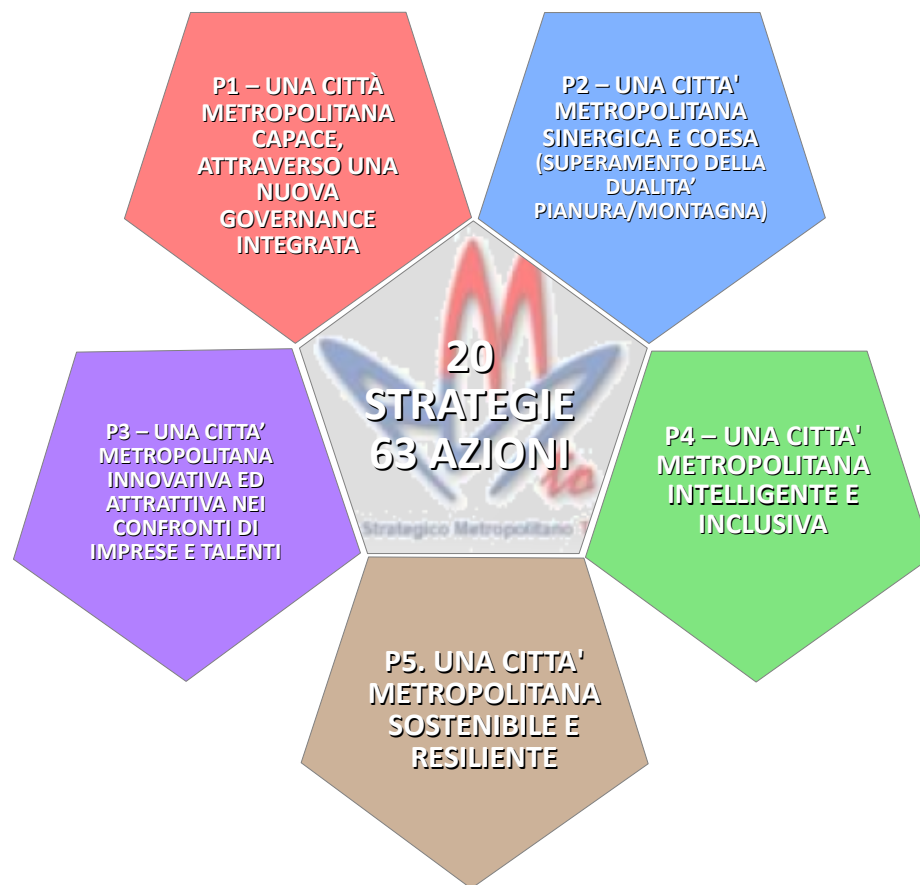 P1 – UNA CITTÀ
METROPOLITANA
CAPACE,
ATTRAVERSO UNA
NUOVA
GOVERNANCE
INTEGRATA
P2 – UNA CITTA'
METROPOLITANA
SINERGICA E COESA
(SUPERAMENTO DELLA
DUALITA’
PIANURA/MONTAGNA)
20
STRATEGIE
63 AZIONI
to
Strategico Metropolitano T
P3 – UNA CITTA’
METROPOLITANA
INNOVATIVA ED
ATTRATTIVA NEI
CONFRONTI DI
IMPRESE E TALENTI
P4 – UNA CITTA'
METROPOLITANA
INTELLIGENTE E
INCLUSIVA
P5. UNA CITTA'
METROPOLITANA
SOSTENIBILE E
RESILIENTE